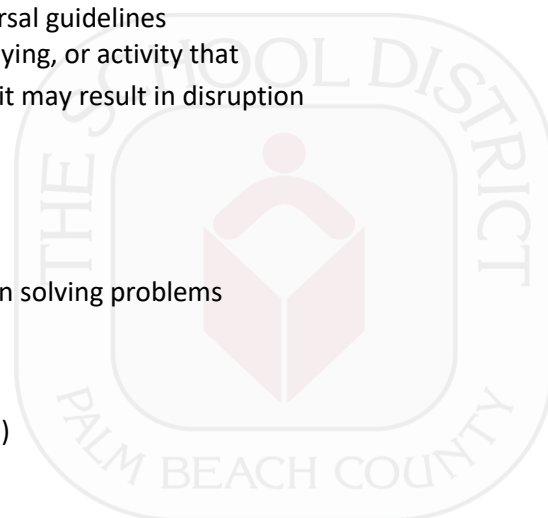 rsal guidelines
ying, or activity that
it may result in disruption
n solving problems
)
THE SCHOOL DISTRICT
PALM BEACH COUNTY